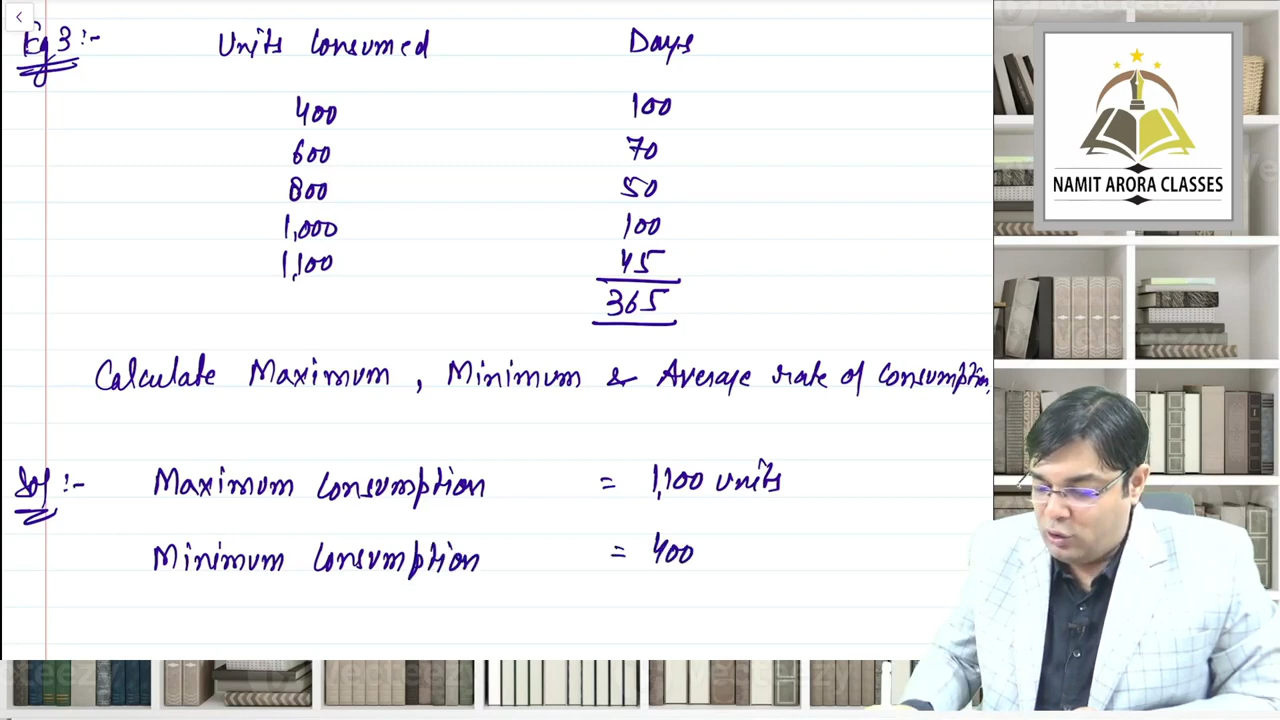 Eg 3 :- Units Consumed Days
400 100
600 70
800 50
1,000 100
1,100 45
365
Calculate Maximum, Minimum & Average rate of Consumption.
Sol :- Maximum Consumption = 1,100 units
Minimum Consumption = 400
NAMIT ARORA CLASSES
vecteezy